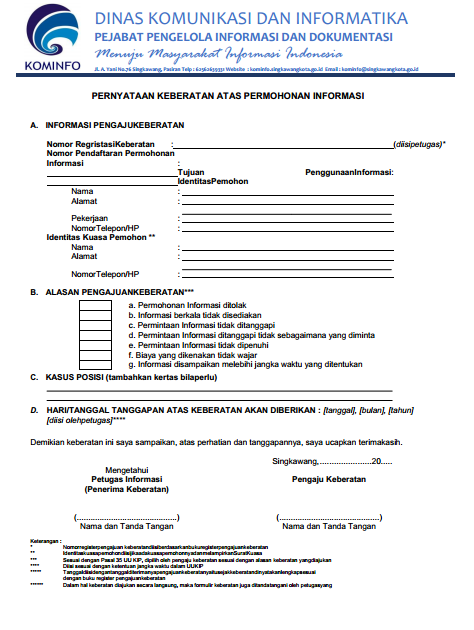 DINAS KOMUNIKASI DAN INFORMATIKA
PEJABAT PENGELOLA INFORMASI DAN DOKUMENTASI
Menuju Masyarakat Informasi Indonesia
KOMINFO
Jl. A. Yani No.76 Singkawang, Pasiran Telp : 62562635931 Website : kominfo.singkawangkota.go.id Email : kominfo@singkawangkota.go.id
PERNYATAAN KEBERATAN ATAS PERMOHONAN INFORMASI
A. INFORMASI PENGAJUKEBERATAN
Nomor RegristasiKeberatan :(diisipetugas)*
Nomor Pendaftaran Permohonan
Informasi :
Tujuan PenggunaanInformasi:
IdentitasPemohon
Nama :
Alamat :
Pekerjaan :
NomorTelepon/HP :
Identitas Kuasa Pemohon **
Nama :
Alamat :
NomorTelepon/HP :
B. ALASAN PENGAJUANKEBERATAN***
a. Permohonan Informasi ditolak
b. Informasi berkala tidak disediakan
c. Permintaan Informasi tidak ditanggapi
d. Permintaan Informasi ditanggapi tidak sebagaimana yang diminta
e. Permintaan Informasi tidak dipenuhi
f. Biaya yang dikenakan tidak wajar
g. Informasi disampaikan melebihi jangka waktu yang ditentukan
C. KASUS POSISI (tambahkan kertas bilaperlu)
D. HARI/TANGGAL TANGGAPAN ATAS KEBERATAN AKAN DIBERIKAN : [tanggal], [bulan], [tahun]
[diisi olehpetugas]****
Demikian keberatan ini saya sampaikan, atas perhatian dan tanggapannya, saya ucapkan terimakasih.
Singkawang,......................20.....
Mengetahui
Petugas Informasi
(Penerima Keberatan)
Pengaju Keberatan
(.....................................)
Nama dan Tanda Tangan
(.....................................)
Nama dan Tanda Tangan
Keterangan :
* Nomorregisterpengajuan keberatandiisiberdasarkanbukuregisterpengajuankeberatan
** Identitaskuasapemohondiisijikaadakuasapemohonnyadanmelampirkan SuratKuasa
*** Sesuai dengan Pasal 35 UU KIP, dipilih oleh pengaju keberatan sesuai dengan alasan keberatan yangdiajukan
**** Diisi sesuai dengan ketentuan jangka waktu dalam UUKIP
***** Tanggaldiisidengantanggalditerimanyapengajuankeberatanyaitusejakkeberatandinyatakanlengkapsesuai
dengan buku register pengajuankeberatan
****** Dalam hal keberatan diajukan secara langsung, maka formulir keberatan juga ditandatangani oleh petugasyang